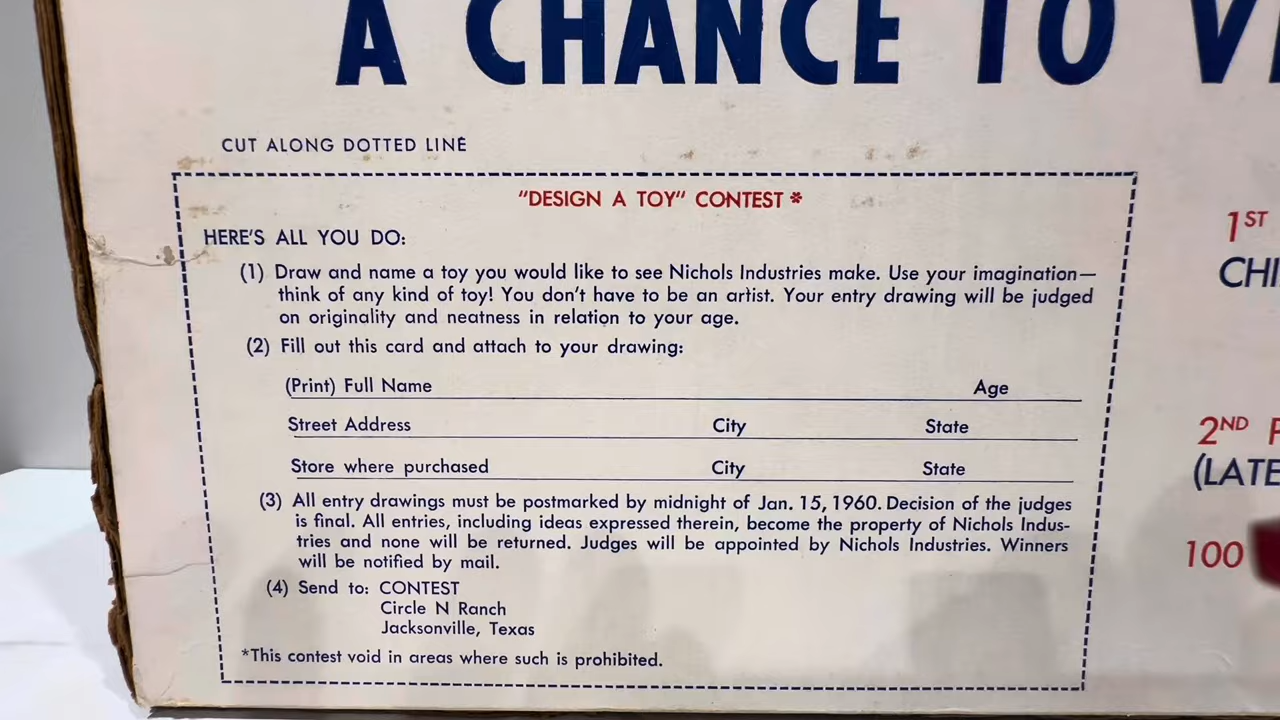 A CHANCE TO
CUT ALONG DOTTED LINE
"DESIGN A TOY" CONTEST *
HERE'S ALL YOU DO:
(1) Draw and name a toy you would like to see Nichols Industries make. Use your imagination—
think of any kind of toy! You don't have to be an artist. Your entry drawing will be judged
on originality and neatness in relation to your age.
(2) Fill out this card and attach to your drawing:
(Print) Full Name Age
Street Address City State
Store where purchased City State
(3) All entry drawings must be postmarked by midnight of Jan. 15, 1960. Decision of the judges
is final. All entries, including ideas expressed therein, become the property of Nichols Indus-
tries and none will be returned. Judges will be appointed by Nichols Industries. Winners
will be notified by mail.
(4) Send to: CONTEST
Circle N Ranch
Jacksonville, Texas
*This contest void in areas where such is prohibited.
1ST
2ND
(LATE
100